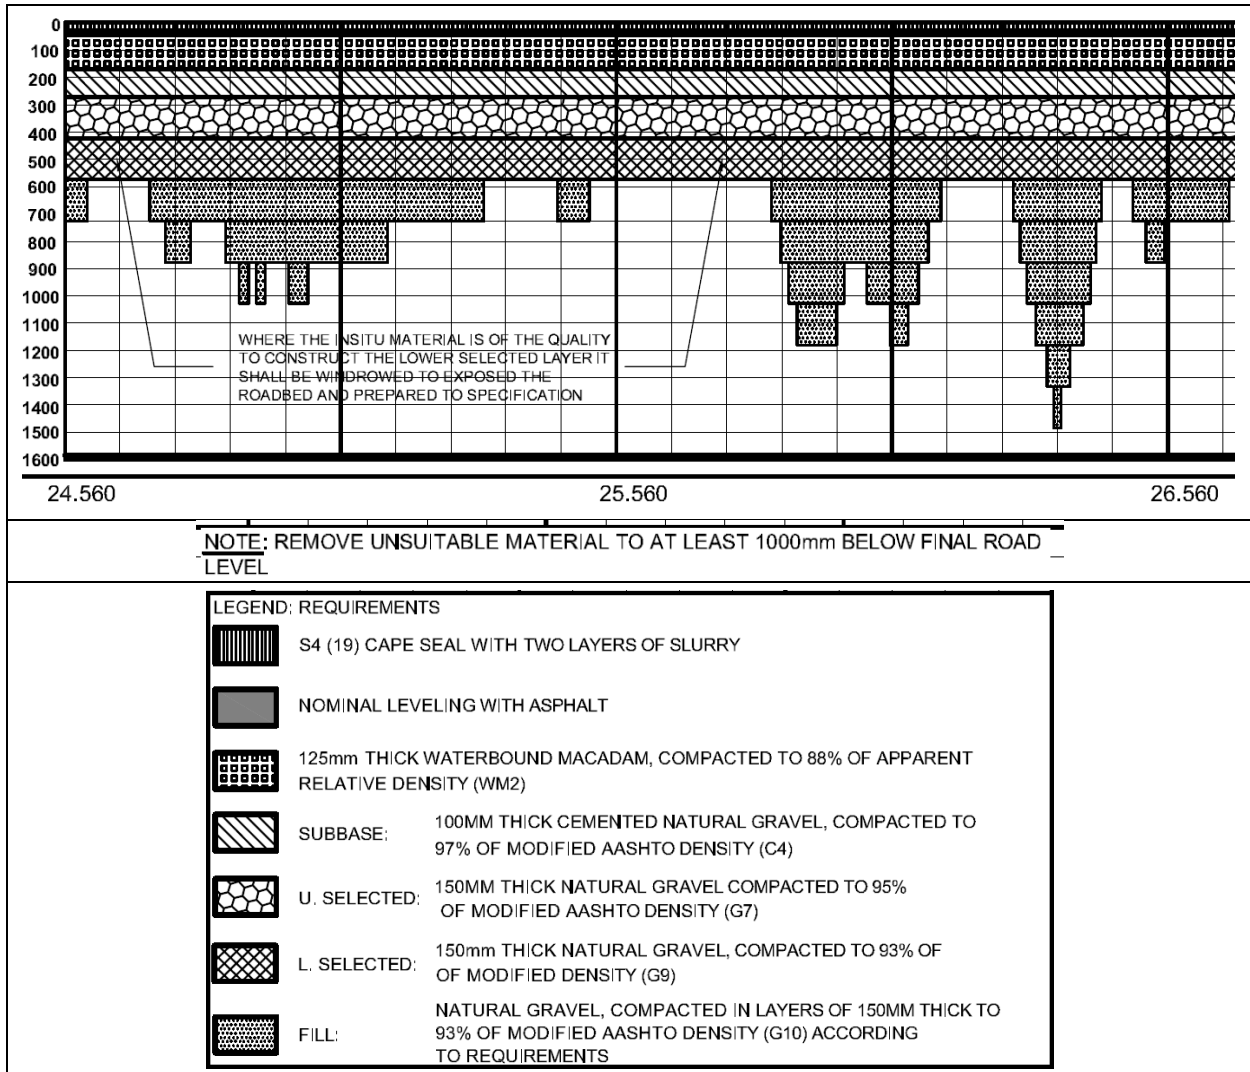 0
100
200
300
400
500
600
700
800
900
1000
1100
1200
1300
1400
1500
1600
WHERE THE INSITU MATERIAL IS OF THE QUALITY
TO CONSTRUCT THE LOWER SELECTED LAYER IT
SHALL BE WINDROWED TO EXPOSED THE
ROADBED AND PREPARED TO SPECIFICATION
24.560 25.560 26.560
NOTE: REMOVE UNSUITABLE MATERIAL TO AT LEAST 1000mm BELOW FINAL ROAD
LEVEL
LEGEND: REQUIREMENTS
S4 (19) CAPE SEAL WITH TWO LAYERS OF SLURRY
NOMINAL LEVELING WITH ASPHALT
125mm THICK WATERBOUND MACADAM, COMPACTED TO 88% OF APPARENT
RELATIVE DENSITY (WM2)
SUBBASE: 100MM THICK CEMENTED NATURAL GRAVEL, COMPACTED TO
97% OF MODIFIED AASHTO DENSITY (C4)
U. SELECTED: 150MM THICK NATURAL GRAVEL COMPACTED TO 95%
OF MODIFIED AASHTO DENSITY (G7)
L. SELECTED: 150mm THICK NATURAL GRAVEL, COMPACTED TO 93% OF
OF MODIFIED DENSITY (G9)
FILL: NATURAL GRAVEL, COMPACTED IN LAYERS OF 150MM THICK TO
93% OF MODIFIED AASHTO DENSITY (G10) ACCORDING
TO REQUIREMENTS